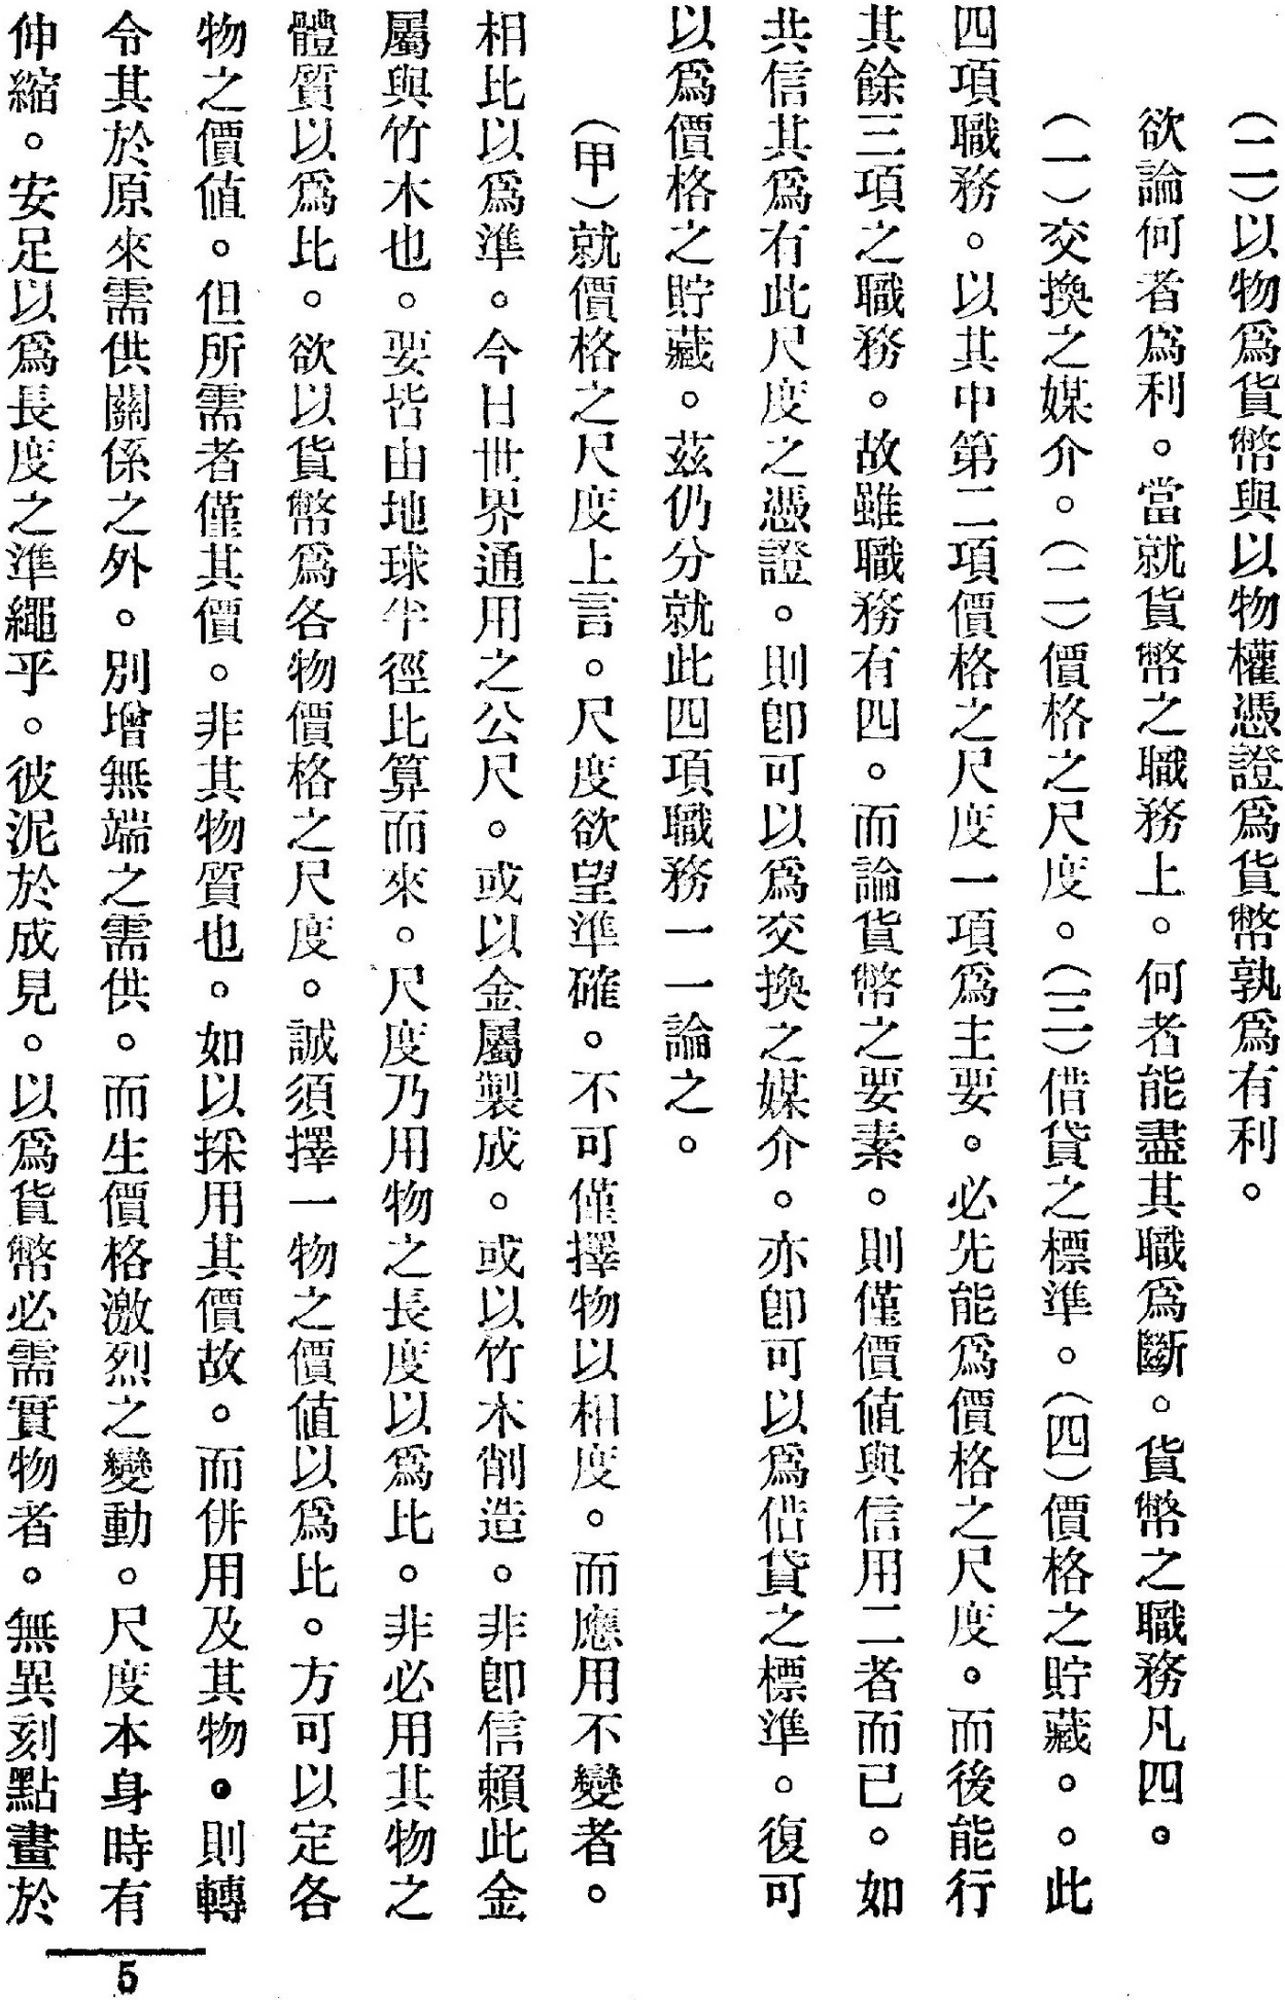 (二)以物爲貨幣與以物權憑證爲貨幣孰爲有利。
欲論何者爲利。當就貨幣之職務上。何者能盡其職爲斷。貨幣之職務凡四。
(一)交換之媒介。(二)價格之尺度。(三)借貸之標準。(四)價格之貯藏。。此
四項職務。以其中第二項價格之尺度一項爲主要。必先能爲價格之尺度。而後能行
其餘三項之職務。故雖職務有四。而論貨幣之要素。則僅價値與信用二者而已。如
共信其爲有此尺度之憑證。則卽可以爲交換之媒介。亦卽可以爲借貸之標準。復可
以爲價格之貯藏。茲仍分就此四項職務一一論之。
(甲)就價格之尺度上言。尺度欲望準確。不可僅擇物以相度。而應用不變者。
相比以爲準。今日世界通用之公尺。或以金屬製成。或以竹木削造。非卽信賴此金
屬與竹木也。要皆由地球半徑比算而來。尺度乃用物之長度以爲比。非必用其物之
體質以爲比。欲以貨幣爲各物價格之尺度。誠須擇一物之價値以爲比。方可以定各
物之價値。但所需者僅其價。非其物質也。如以採用其價故。而併用及其物。則轉
令其於原來需供關係之外。別增無端之需供。而生價格激烈之變動。尺度本身時有
伸縮。安足以爲長度之準繩乎。彼泥於成見。以爲貨幣必需實物者。無異刻點畫於
5